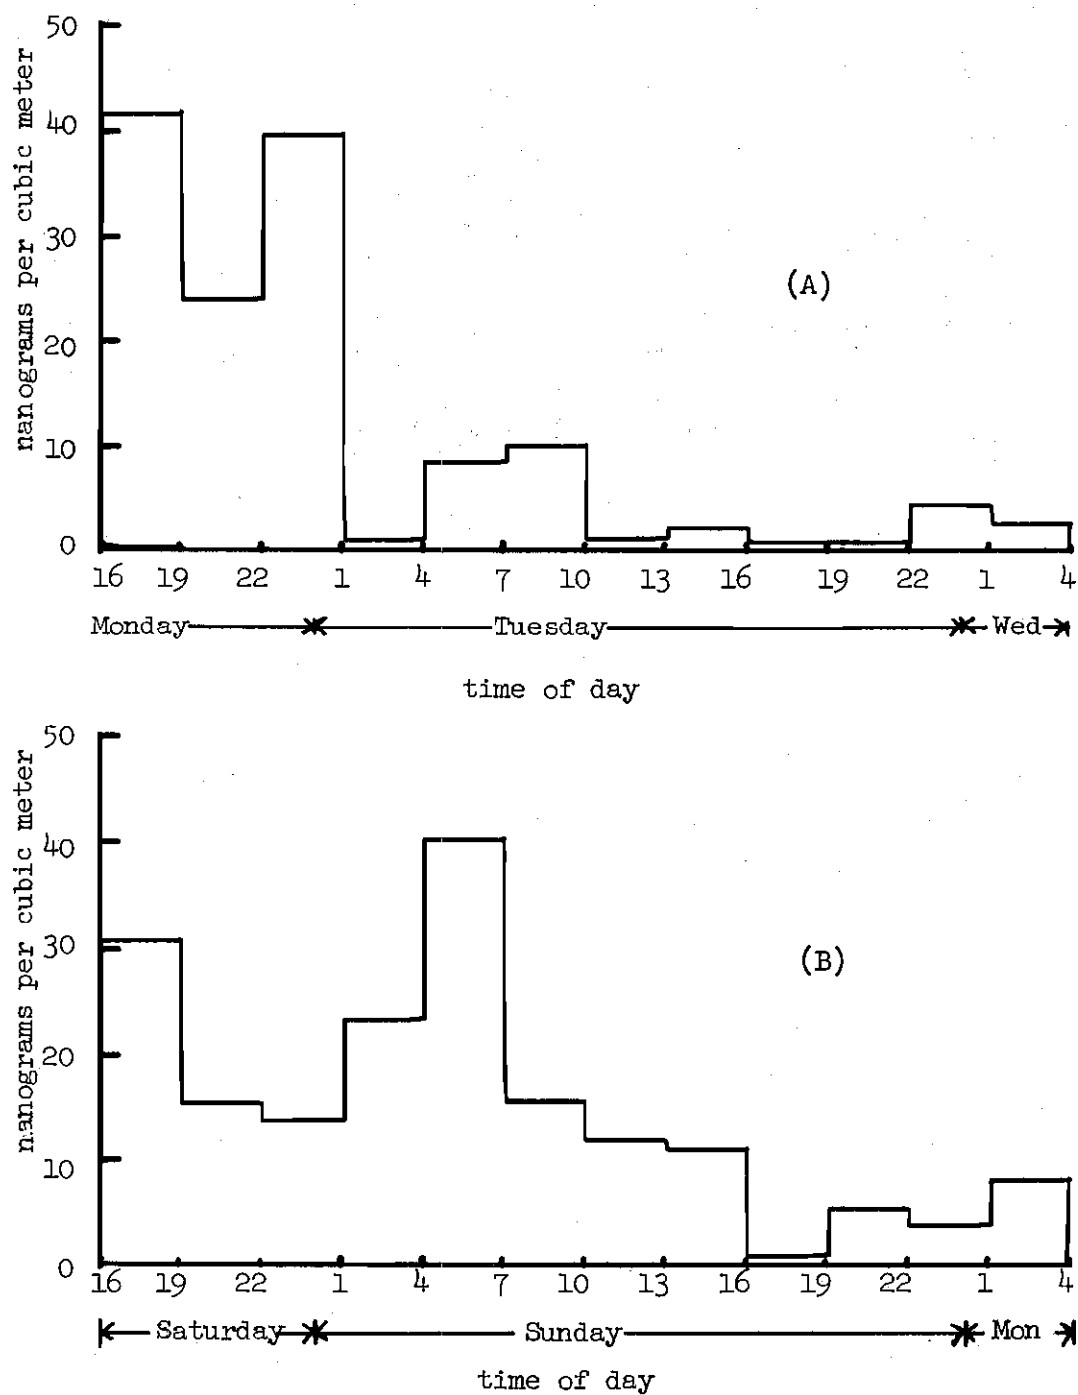 50
40
30
20
10
0
nanograms per cubic meter
(A)
16 19 22 1 4 7 10 13 16 19 22 1 4
Monday Tuesday Wed
time of day
50
40
30
20
10
0
nanograms per cubic meter
(B)
16 19 22 1 4 7 10 13 16 19 22 1 4
Saturday Sunday Mon
time of day